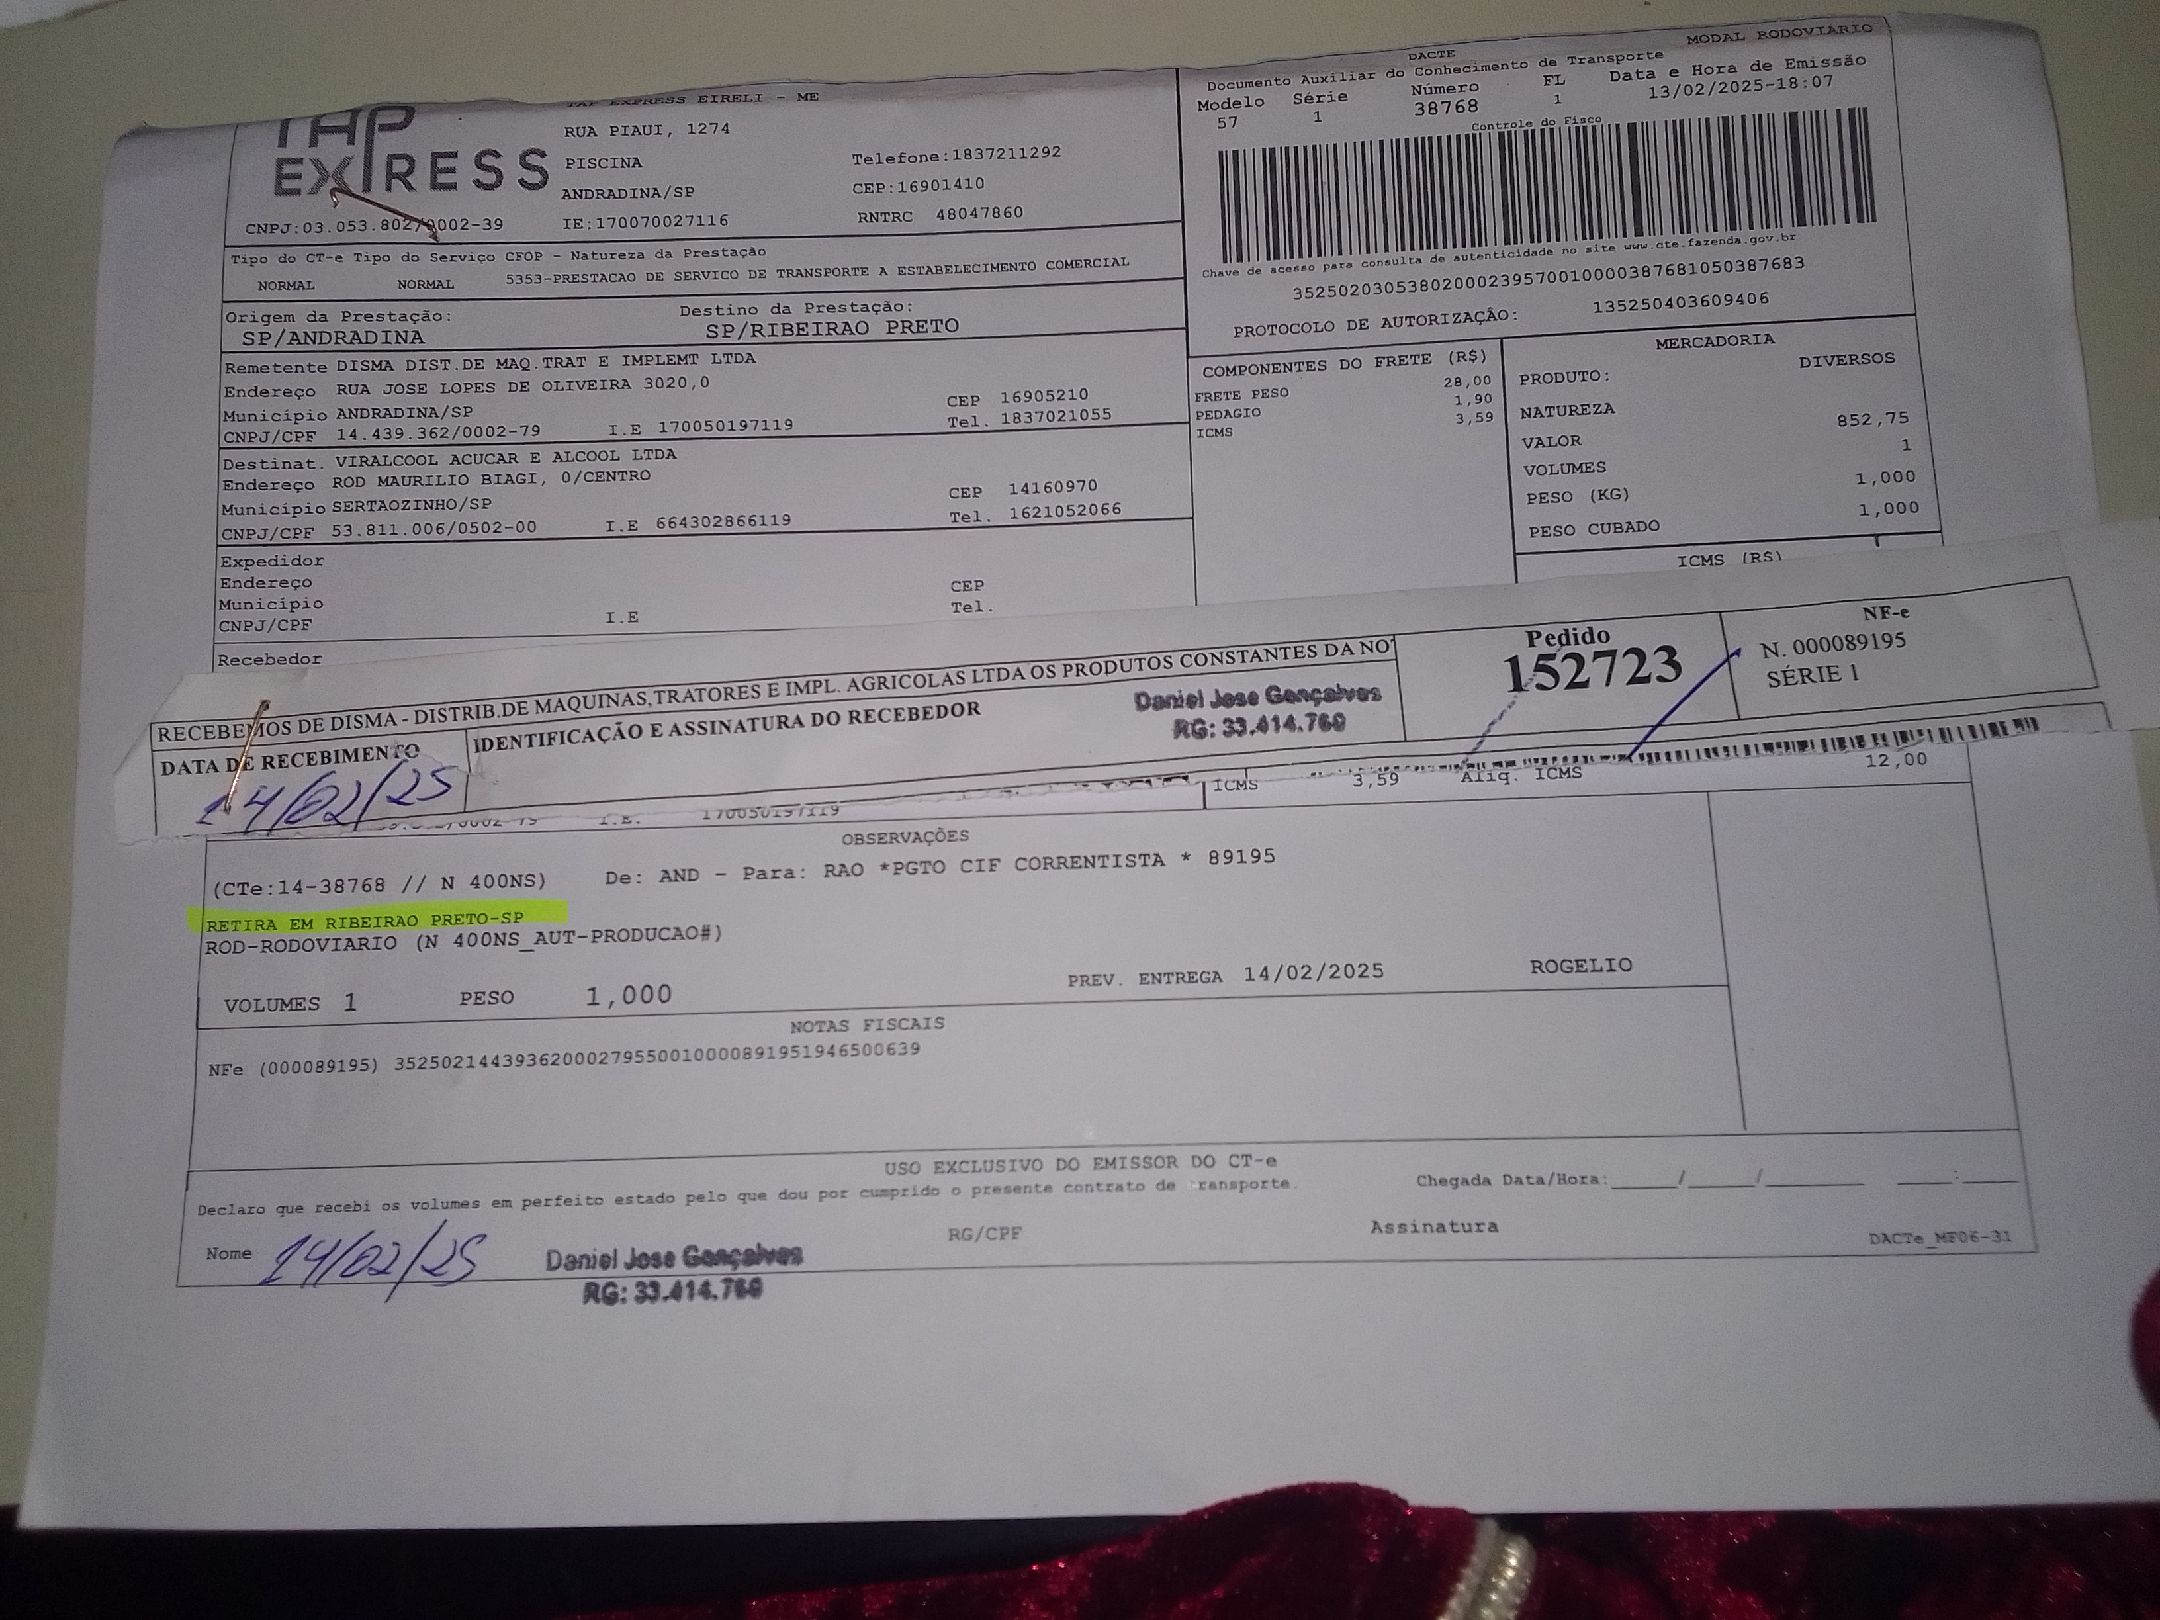 TAP EXPRESS EIRELI - ME
TAP
EXPRESS
RUA PIAUI, 1274
PISCINA
Telefone:1837211292
ANDRADINA/SP
CEP:16901410
CNPJ:03.053.802/0002-39
IE:170070027116
RNTRC 48047860
DACTE
MODAL RODOVIÁRIO
Documento Auxiliar do Conhecimento de Transporte
Modelo Série Número FL Data e Hora de Emissão
57 1 38768 1 13/02/2025-18:07
Controle do Fisco
Chave de acesso para consulta de autenticidade no site www.cte.fazenda.gov.br
35250203053802000239570010000387681050387683
PROTOCOLO DE AUTORIZAÇÃO: 135250403609406
Tipo do CT-e Tipo do Serviço CFOP - Natureza da Prestação
NORMAL NORMAL 5353-PRESTACAO DE SERVICO DE TRANSPORTE A ESTABELECIMENTO COMERCIAL
Origem da Prestação: Destino da Prestação:
SP/ANDRADINA SP/RIBEIRAO PRETO
Remetente DISMA DIST.DE MAQ.TRAT E IMPLEMT LTDA
Endereço RUA JOSE LOPES DE OLIVEIRA 3020,0
Município ANDRADINA/SP CEP 16905210
CNPJ/CPF 14.439.362/0002-79 I.E 170050197119 Tel. 1837021055
Destinat. VIRALCOOL ACUCAR E ALCOOL LTDA
Endereço ROD MAURILIO BIAGI, 0/CENTRO
Município SERTAOZINHO/SP CEP 14160970
CNPJ/CPF 53.811.006/0502-00 I.E 664302866119 Tel. 1621052066
Expedidor
Endereço CEP
Município Tel.
CNPJ/CPF I.E
Recebedor
COMPONENTES DO FRETE (R$)
FRETE PESO 28,00
PEDAGIO 1,90
ICMS 3,59
MERCADORIA
PRODUTO: DIVERSOS
NATUREZA
VALOR 852,75
VOLUMES 1
PESO (KG) 1,000
PESO CUBADO 1,000
ICMS (R$)
RECEBEMOS DE DISMA - DISTRIB.DE MAQUINAS,TRATORES E IMPL. AGRICOLAS LTDA OS PRODUTOS CONSTANTES DA NO
DATA DE RECEBIMENTO
IDENTIFICAÇÃO E ASSINATURA DO RECEBEDOR
14/02/25
Daniel Jose Gonçalves
RG: 33.414.760
Pedido
152723
NF-e
N. 000089195
SÉRIE 1
I.E. 170050197119
ICMS 3,59 Aliq. ICMS 12,00
OBSERVAÇÕES
(CTe:14-38768 // N 400NS) De: AND - Para: RAO *PGTO CIF CORRENTISTA * 89195
RETIRA EM RIBEIRAO PRETO-SP
ROD-RODOVIARIO (N 400NS_AUT-PRODUCAO#)
VOLUMES 1 PESO 1,000 PREV. ENTREGA 14/02/2025 ROGELIO
NOTAS FISCAIS
NFe (000089195) 35250214439362000279550010000891951946500639
USO EXCLUSIVO DO EMISSOR DO CT-e
Declaro que recebi os volumes em perfeito estado pelo que dou por cumprido o presente contrato de transporte.
Chegada Data/Hora:_____/_____/_______ ____:____
Nome 14/02/25 RG/CPF Assinatura
Daniel Jose Gonçalves
RG: 33.414.760
DACTe_MF06-31